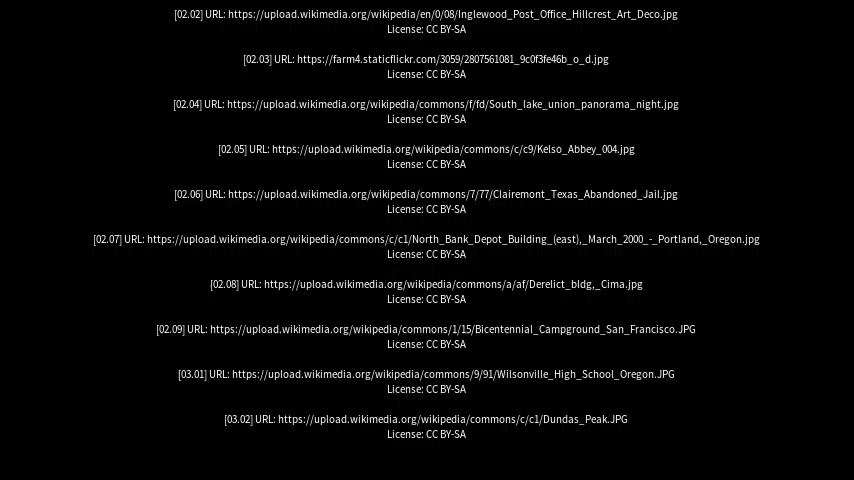 [02.02] URL: https://upload.wikimedia.org/wikipedia/en/0/08/Inglewood_Post_Office_Hillcrest_Art_Deco.jpg
License: CC BY-SA
[02.03] URL: https://farm4.staticflickr.com/3059/2807561081_9c0f3fe46b_o_d.jpg
License: CC BY-SA
[02.04] URL: https://upload.wikimedia.org/wikipedia/commons/f/fd/South_lake_union_panorama_night.jpg
License: CC BY-SA
[02.05] URL: https://upload.wikimedia.org/wikipedia/commons/c/c9/Kelso_Abbey_004.jpg
License: CC BY-SA
[02.06] URL: https://upload.wikimedia.org/wikipedia/commons/7/77/Clairemont_Texas_Abandoned_Jail.jpg
License: CC BY-SA
[02.07] URL: https://upload.wikimedia.org/wikipedia/commons/c/c1/North_Bank_Depot_Building_(east),_March_2000_-_Portland,_Oregon.jpg
License: CC BY-SA
[02.08] URL: https://upload.wikimedia.org/wikipedia/commons/a/af/Derelict_bldg,_Cima.jpg
License: CC BY-SA
[02.09] URL: https://upload.wikimedia.org/wikipedia/commons/1/15/Bicentennial_Campground_San_Francisco.JPG
License: CC BY-SA
[03.01] URL: https://upload.wikimedia.org/wikipedia/commons/9/91/Wilsonville_High_School_Oregon.JPG
License: CC BY-SA
[03.02] URL: https://upload.wikimedia.org/wikipedia/commons/c/c1/Dundas_Peak.JPG
License: CC BY-SA